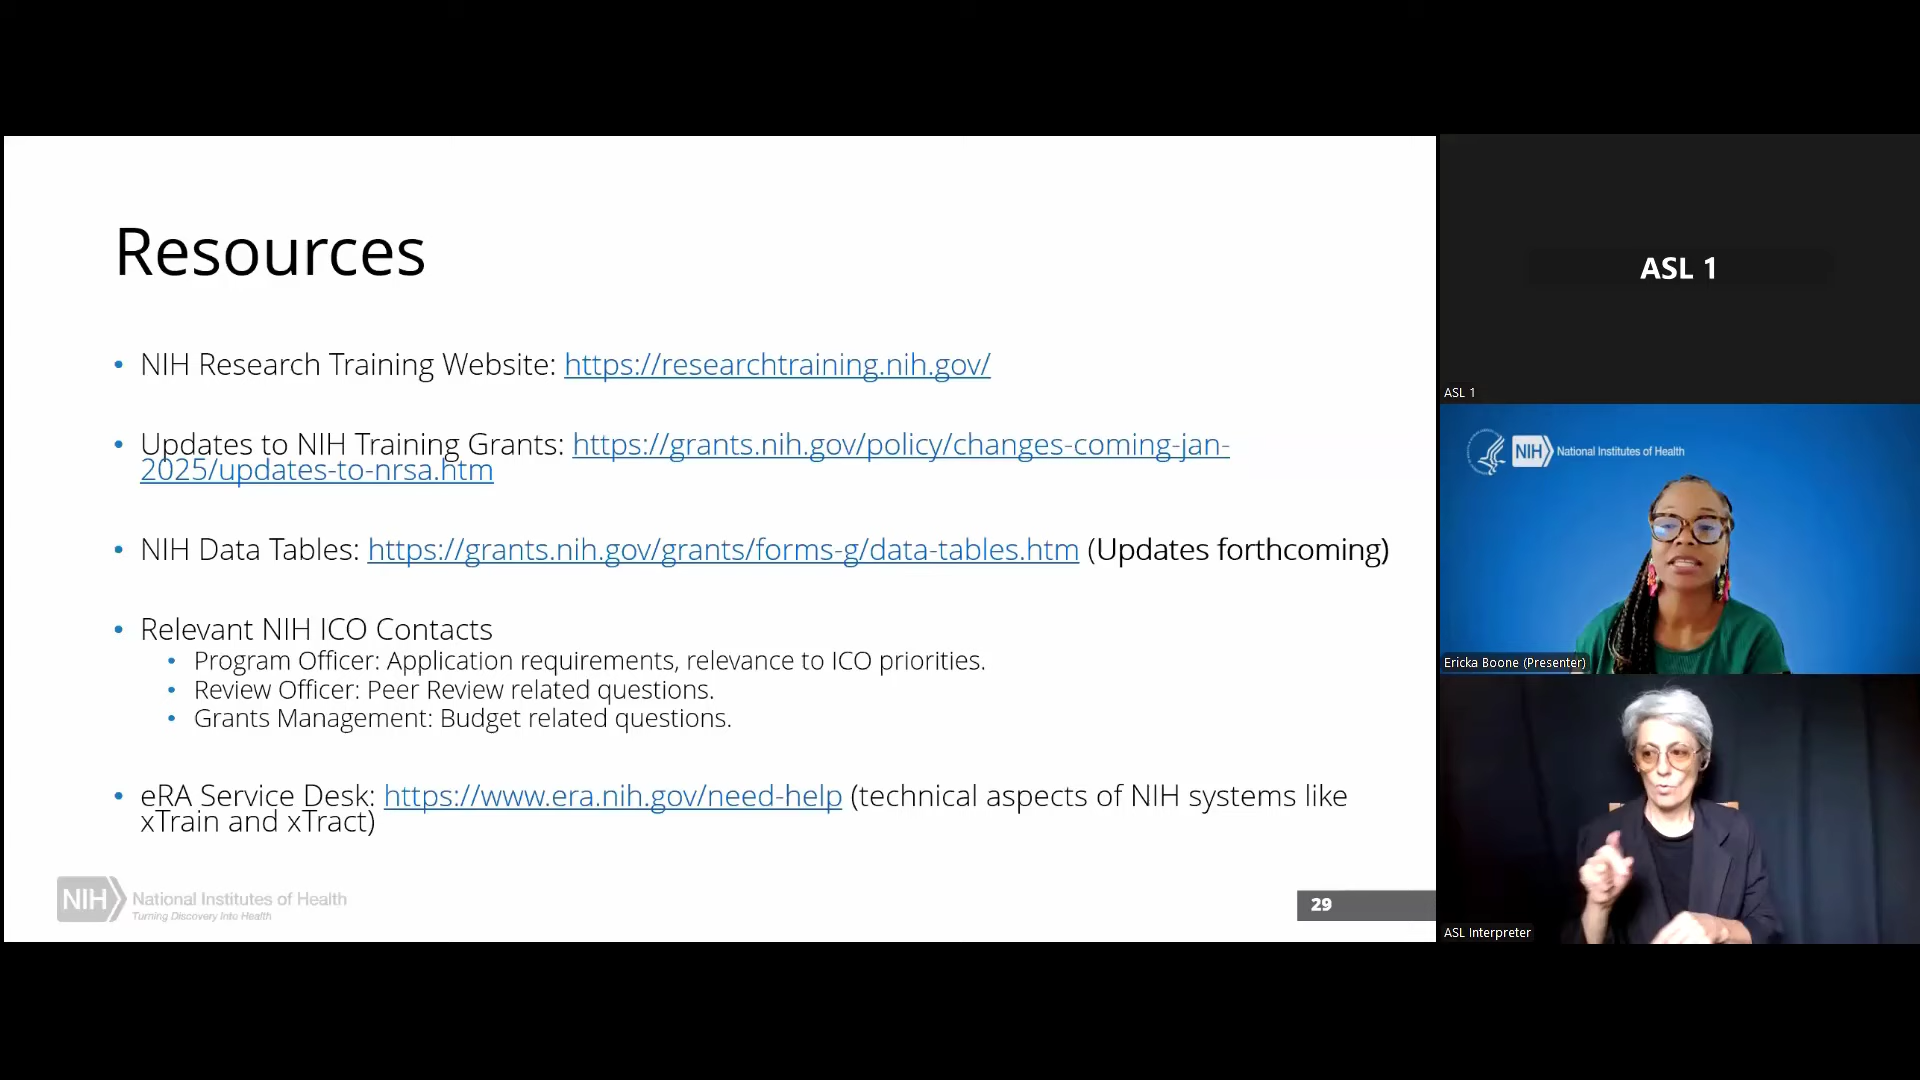 Resources
• NIH Research Training Website: https://researchtraining.nih.gov/
• Updates to NIH Training Grants: https://grants.nih.gov/policy/changes-coming-jan-
2025/updates-to-nrsa.htm
• NIH Data Tables: https://grants.nih.gov/grants/forms-g/data-tables.htm (Updates forthcoming)
• Relevant NIH ICO Contacts
• Program Officer: Application requirements, relevance to ICO priorities.
• Review Officer: Peer Review related questions.
• Grants Management: Budget related questions.
• eRA Service Desk: https://www.era.nih.gov/need-help (technical aspects of NIH systems like
xTrain and xTract)
NIH National Institutes of Health
Turning Discovery Into Health
29
ASL 1
ASL 1
NIH National Institutes of Health
Ericka Boone (Presenter)
ASL Interpreter